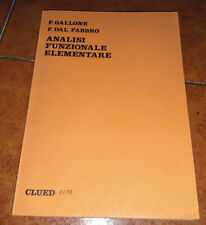 F. GALLONE
F. DAL FABBRO
ANALISI
FUNZIONALE
ELEMENTARE
CLUED